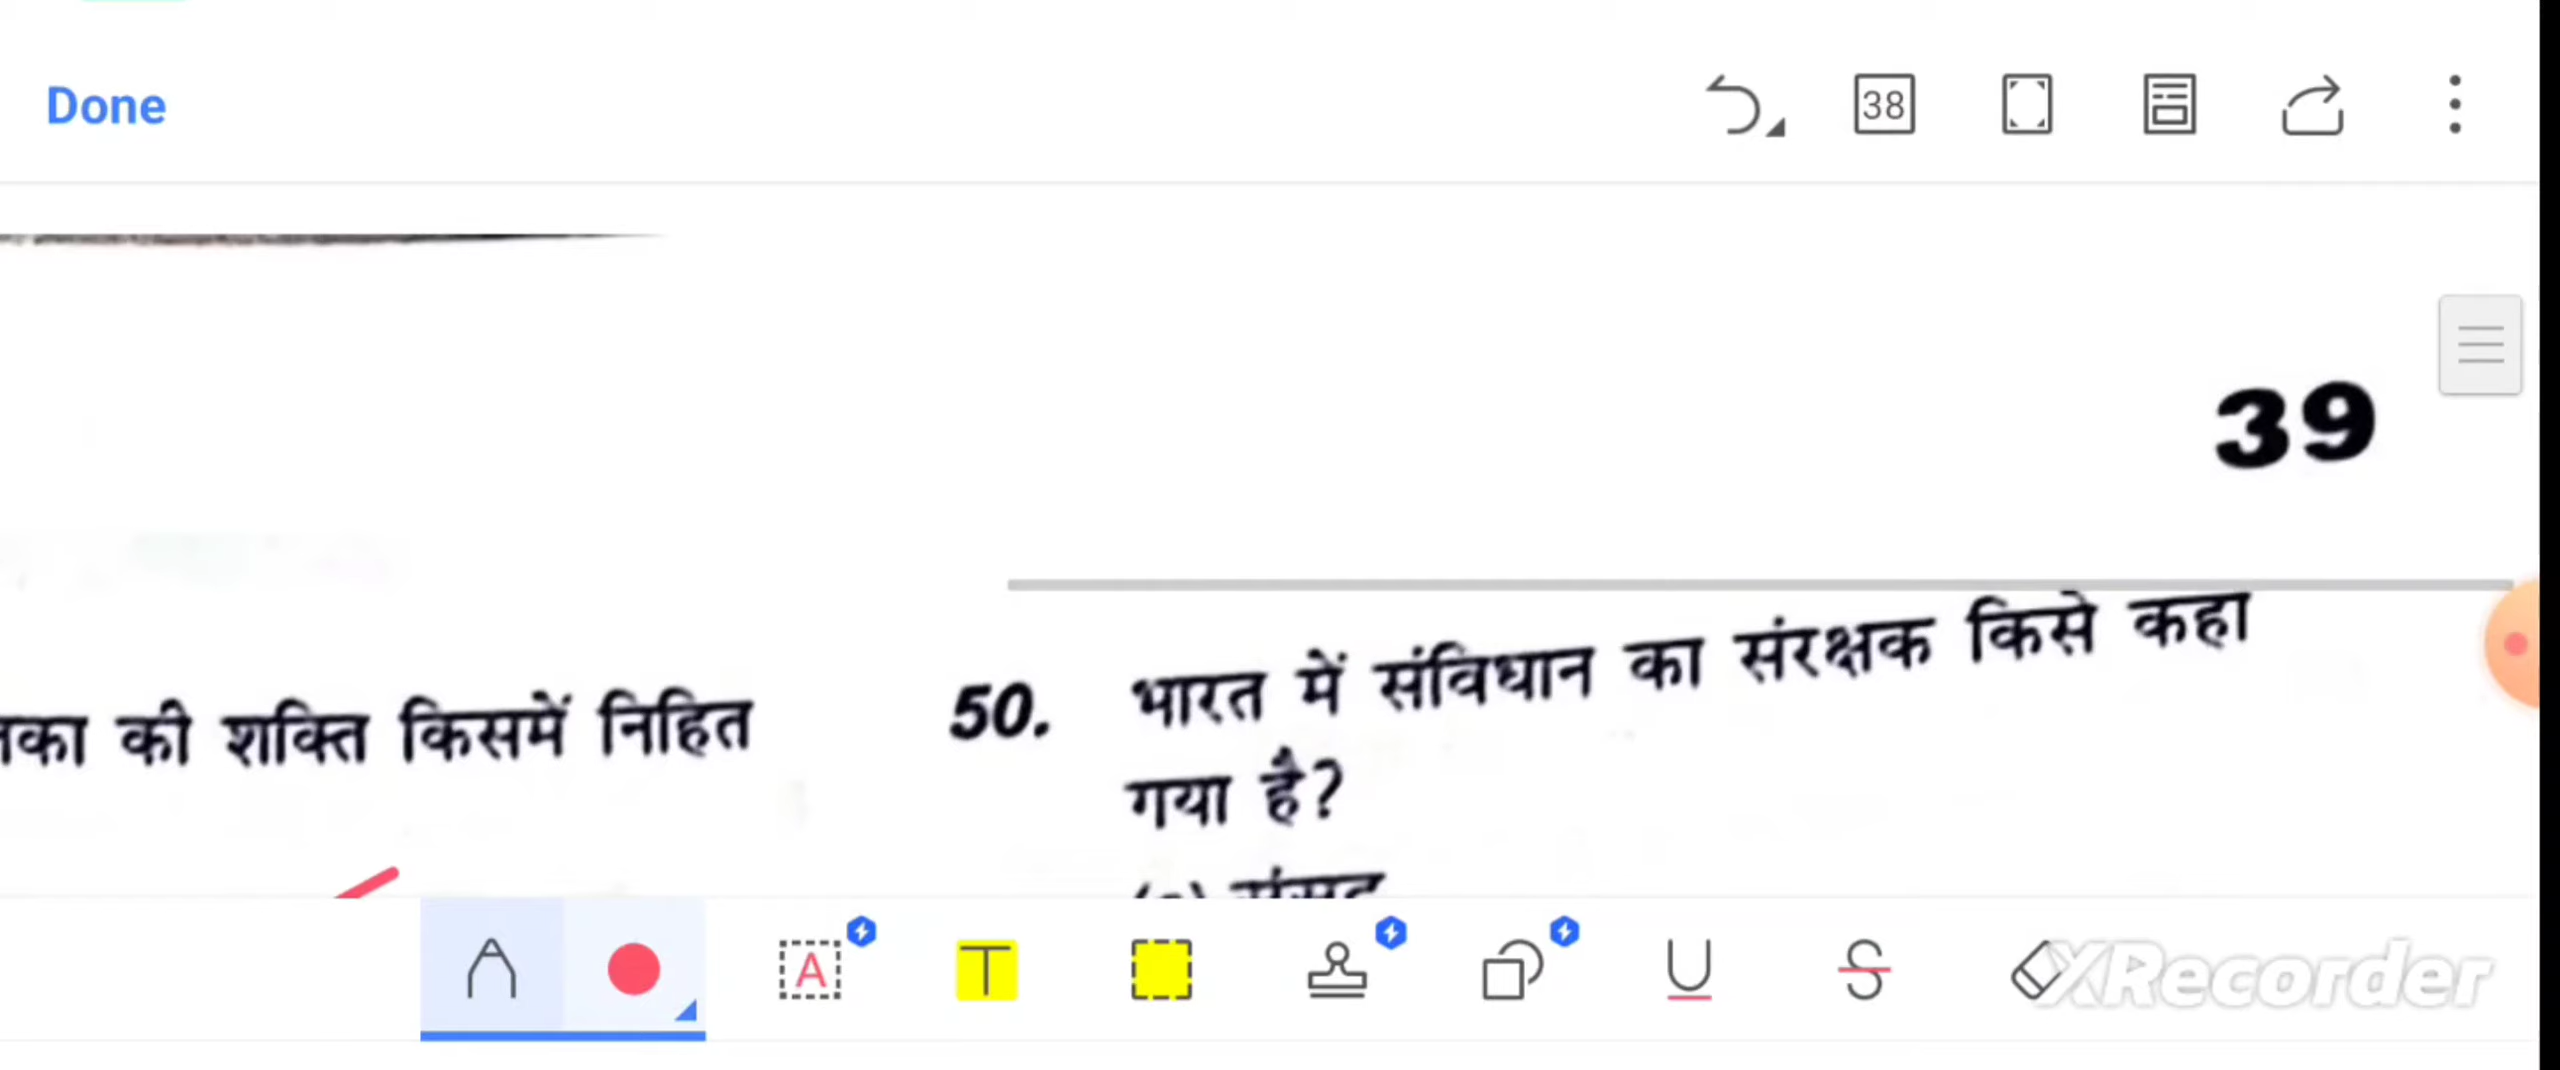 Done
38
39
की शक्ति किसमें निहित
50. भारत में संविधान का संरक्षक किसे कहा
गया है?
A
T
U
S
XRecorder